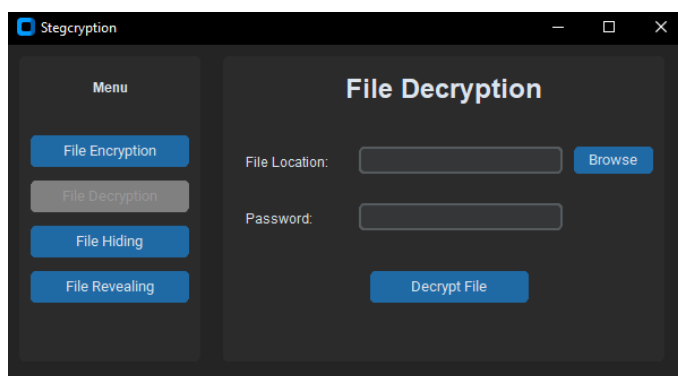 Stegcryption
Menu
File Encryption
File Decryption
File Hiding
File Revealing
File Decryption
File Location:
Browse
Password:
Decrypt File